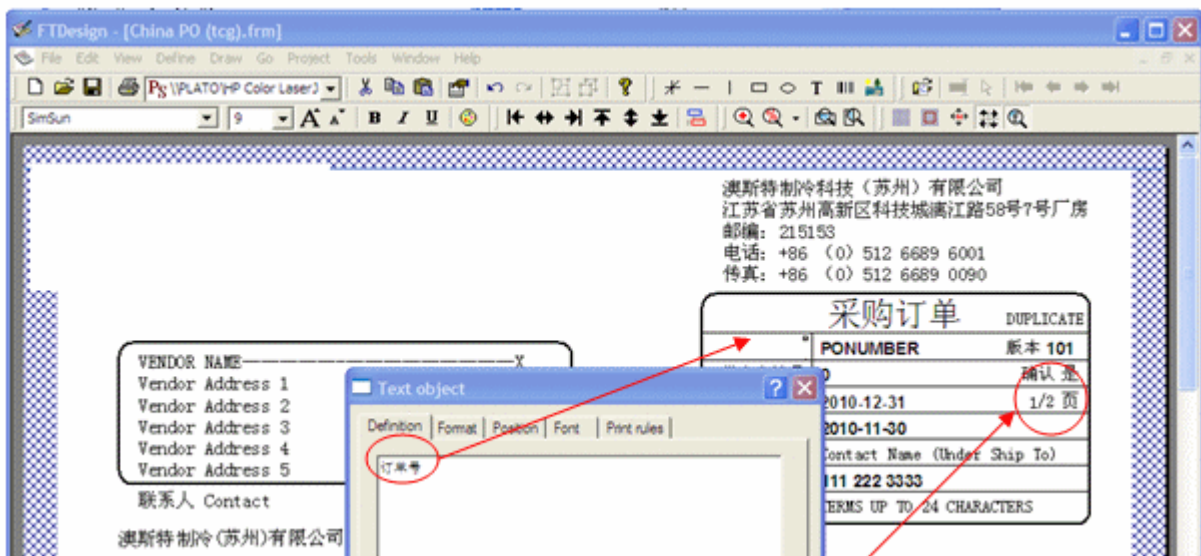 FTDesign - [China PO (tcg).frm]
File Edit View Define Draw Go Project Tools Window Help
\\PLATO\HP Color LaserJ
SimSun 9
澳斯特制冷科技（苏州）有限公司
江苏省苏州高新区科技城漓江路58号7号厂房
邮编: 215153
电话: +86 （0）512 6689 6001
传真: +86 （0）512 6689 0090
采购订单 DUPLICATE
PONUMBER 版本 101
确认 是
2010-12-31 1/2 页
2010-11-30
Contact Name (Under Ship To)
111 222 3333
TERMS UP TO 24 CHARACTERS
VENDOR NAME X
Vendor Address 1
Vendor Address 2
Vendor Address 3
Vendor Address 4
Vendor Address 5
联系人 Contact
澳斯特制冷(苏州)有限公司
Text object
Definition Format Position Font Print rules
订单号